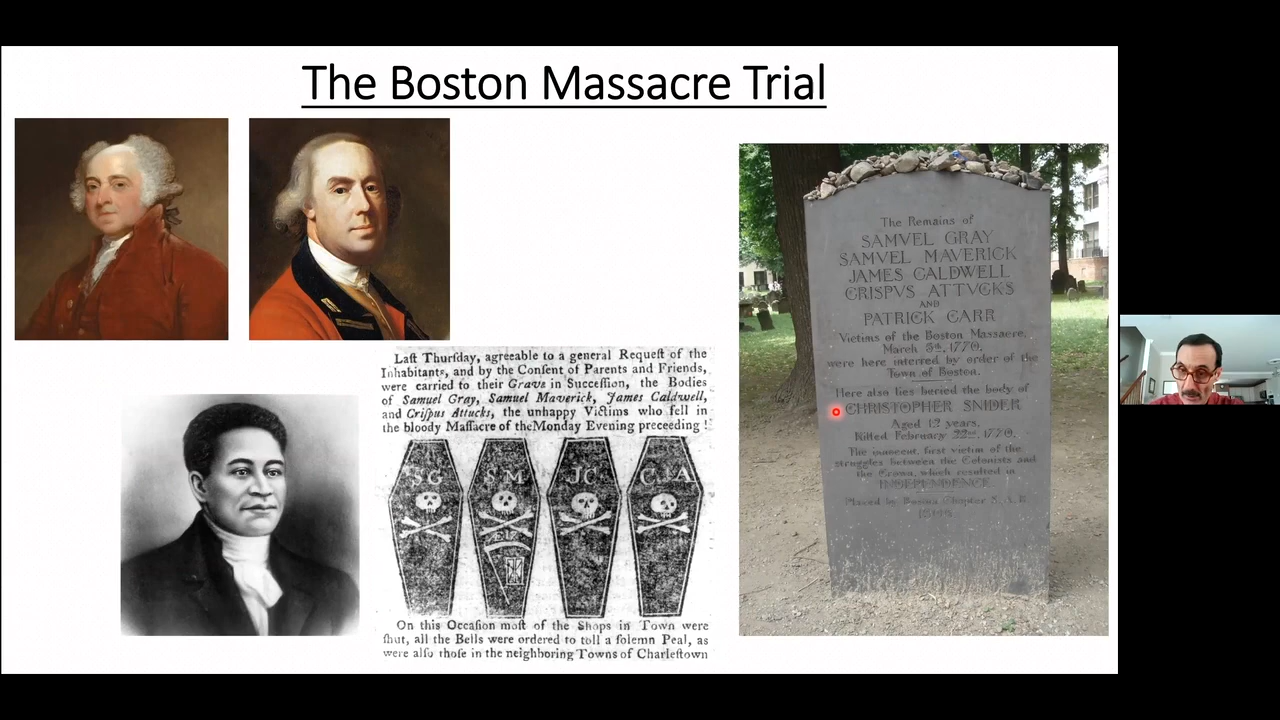 The Boston Massacre Trial
Laſt Thurſday, agreeable to a general Requeſt of the
Inhabitants, and by the Conſent of Parents and Friends,
were carried to their Grave in Succeſſion, the Bodies
of Samuel Gray, Samuel Maverick, James Caldwell,
and Criſpus Attucks, the unhappy Victims who fell in
the bloody Maſſacre of the Monday Evening preceeding !
S G
S M
J C
C A
On this Occaſion moſt of the Shops in Town were
ſhut, all the Bells were ordered to toll a ſolemn Peal, as
were alſo thoſe in the neighboring Towns of Charleſtown
The Remains of
SAMVEL GRAY
SAMVEL MAVERICK
JAMES CALDWELL
CRISPVS ATTVCKS
AND
PATRICK CARR
Victims of the Boston Massacre,
March 5th, 1770,
were here interred by order of the
Town of Boston.
Here also lies buried the body of
CHRISTOPHER SNIDER
Aged 12 years,
Killed February 22nd, 1770.
The innocent, first victim of the
struggles between the Colonists and
the Crown, which resulted in
INDEPENDENCE
Placed by Boston Chapter S. A. R.